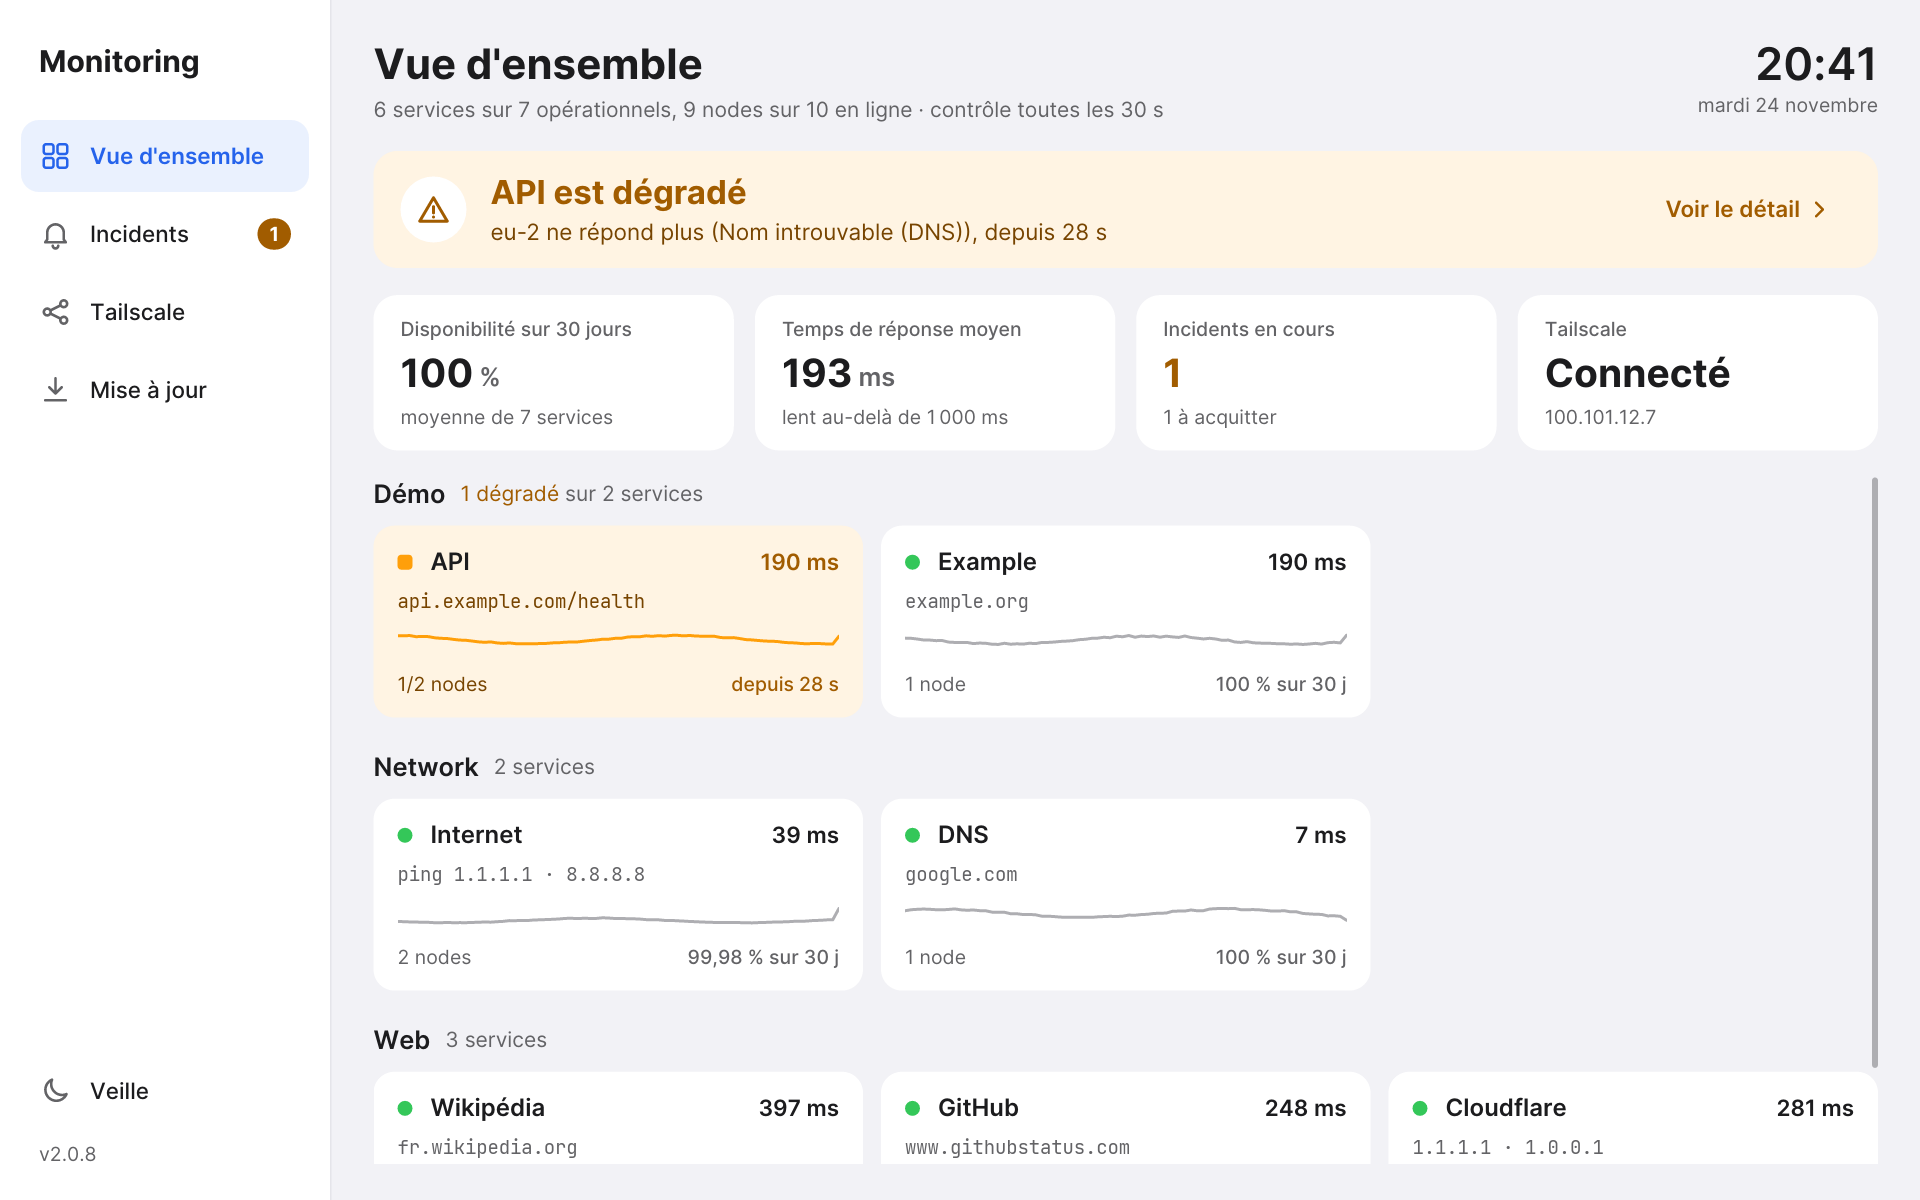 Monitoring
Vue d'ensemble
Incidents
1
Tailscale
Mise à jour
Veille
v2.0.8
Vue d'ensemble
6 services sur 7 opérationnels, 9 nodes sur 10 en ligne · contrôle toutes les 30 s
20:41
mardi 24 novembre
API est dégradé
eu-2 ne répond plus (Nom introuvable (DNS)), depuis 28 s
Voir le détail
Disponibilité sur 30 jours
100 %
moyenne de 7 services
Temps de réponse moyen
193 ms
lent au-delà de 1 000 ms
Incidents en cours
1
1 à acquitter
Tailscale
Connecté
100.101.12.7
Démo 1 dégradé sur 2 services
API 190 ms
api.example.com/health
1/2 nodes depuis 28 s
Example 190 ms
example.org
1 node 100 % sur 30 j
Network 2 services
Internet 39 ms
ping 1.1.1.1 · 8.8.8.8
2 nodes 99,98 % sur 30 j
DNS 7 ms
google.com
1 node 100 % sur 30 j
Web 3 services
Wikipédia 397 ms
fr.wikipedia.org
GitHub 248 ms
www.githubstatus.com
Cloudflare 281 ms
1.1.1.1 · 1.0.0.1